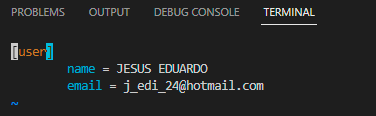 PROBLEMS OUTPUT DEBUG CONSOLE TERMINAL
[user]
name = JESUS EDUARDO
email = j_edi_24@hotmail.com
~